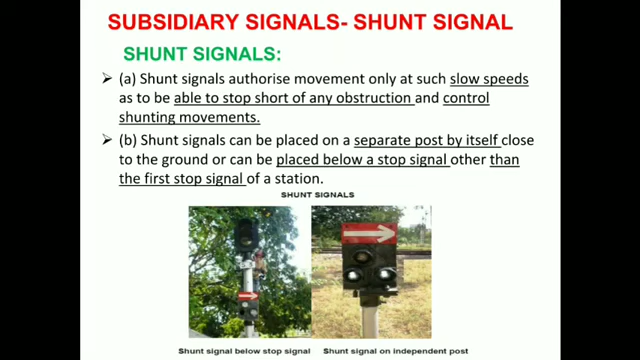 SUBSIDIARY SIGNALS- SHUNT SIGNAL
SHUNT SIGNALS:
➢ (a) Shunt signals authorise movement only at such slow speeds
as to be able to stop short of any obstruction and control
shunting movements.
➢ (b) Shunt signals can be placed on a separate post by itself close
to the ground or can be placed below a stop signal other than
the first stop signal of a station.
SHUNT SIGNALS
Shunt signal below stop signal
Shunt signal on independent post